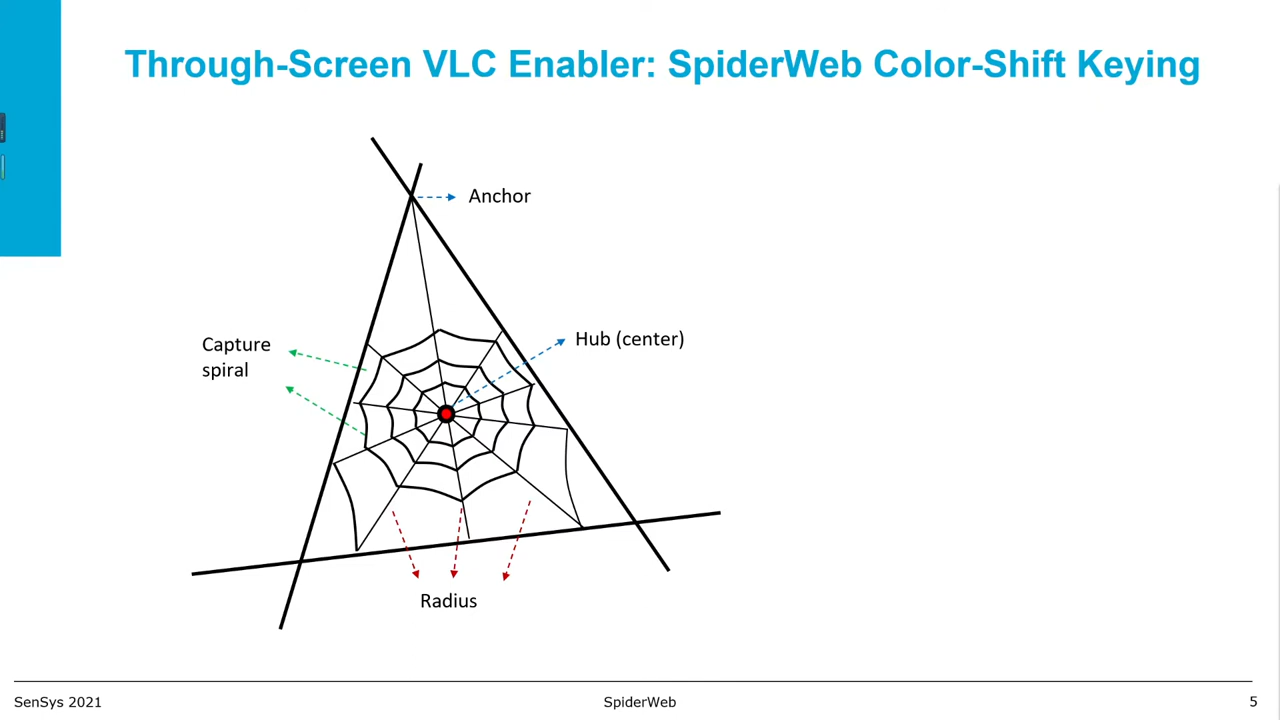 Through-Screen VLC Enabler: SpiderWeb Color-Shift Keying
Anchor
Hub (center)
Capture
spiral
Radius
SenSys 2021
SpiderWeb
5